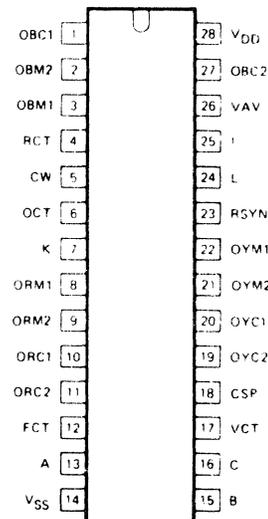 OBC1 1 28 VDD
OBM2 2 27 OBC2
OBM1 3 26 VAV
RCT 4 25 I
CW 5 24 L
OCT 6 23 RSYN
K 7 22 OYM1
ORM1 8 21 OYM2
ORM2 9 20 OYC1
ORC1 10 19 OYC2
ORC2 11 18 CSP
FCT 12 17 VCT
A 13 16 C
VSS 14 15 B